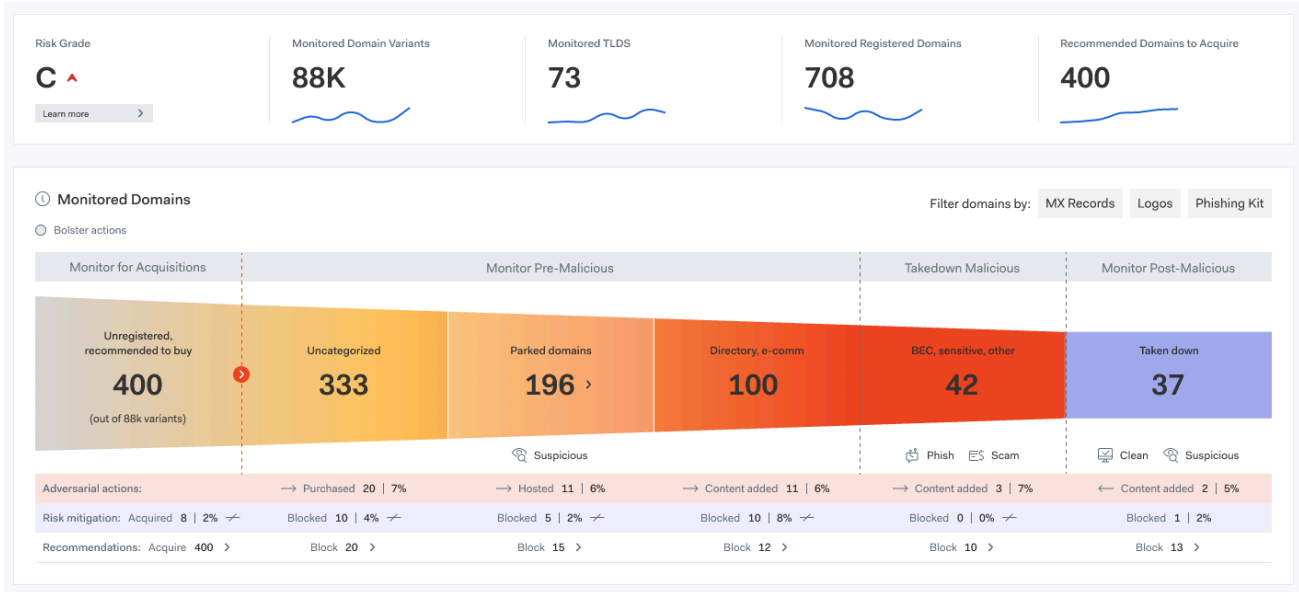 Risk Grade
C
Learn more
Monitored Domain Variants
88K
Monitored TLDS
73
Monitored Registered Domains
708
Recommended Domains to Acquire
400
Monitored Domains
Bolster actions
Filter domains by: MX Records Logos Phishing Kit
Monitor for Acquisitions Monitor Pre-Malicious Takedown Malicious Monitor Post-Malicious
Unregistered,
recommended to buy
400
(out of 88k variants)
Uncategorized
333
Parked domains
196
Directory, e-comm
100
BEC, sensitive, other
42
Taken down
37
Suspicious Phish Scam Clean Suspicious
Adversarial actions: Purchased 20 | 7% Hosted 11 | 6% Content added 11 | 6% Content added 3 | 7% Content added 2 | 5%
Risk mitigation: Acquired 8 | 2% Blocked 10 | 4% Blocked 5 | 2% Blocked 10 | 8% Blocked 0 | 0% Blocked 1 | 2%
Recommendations: Acquire 400 Block 20 Block 15 Block 12 Block 10 Block 13